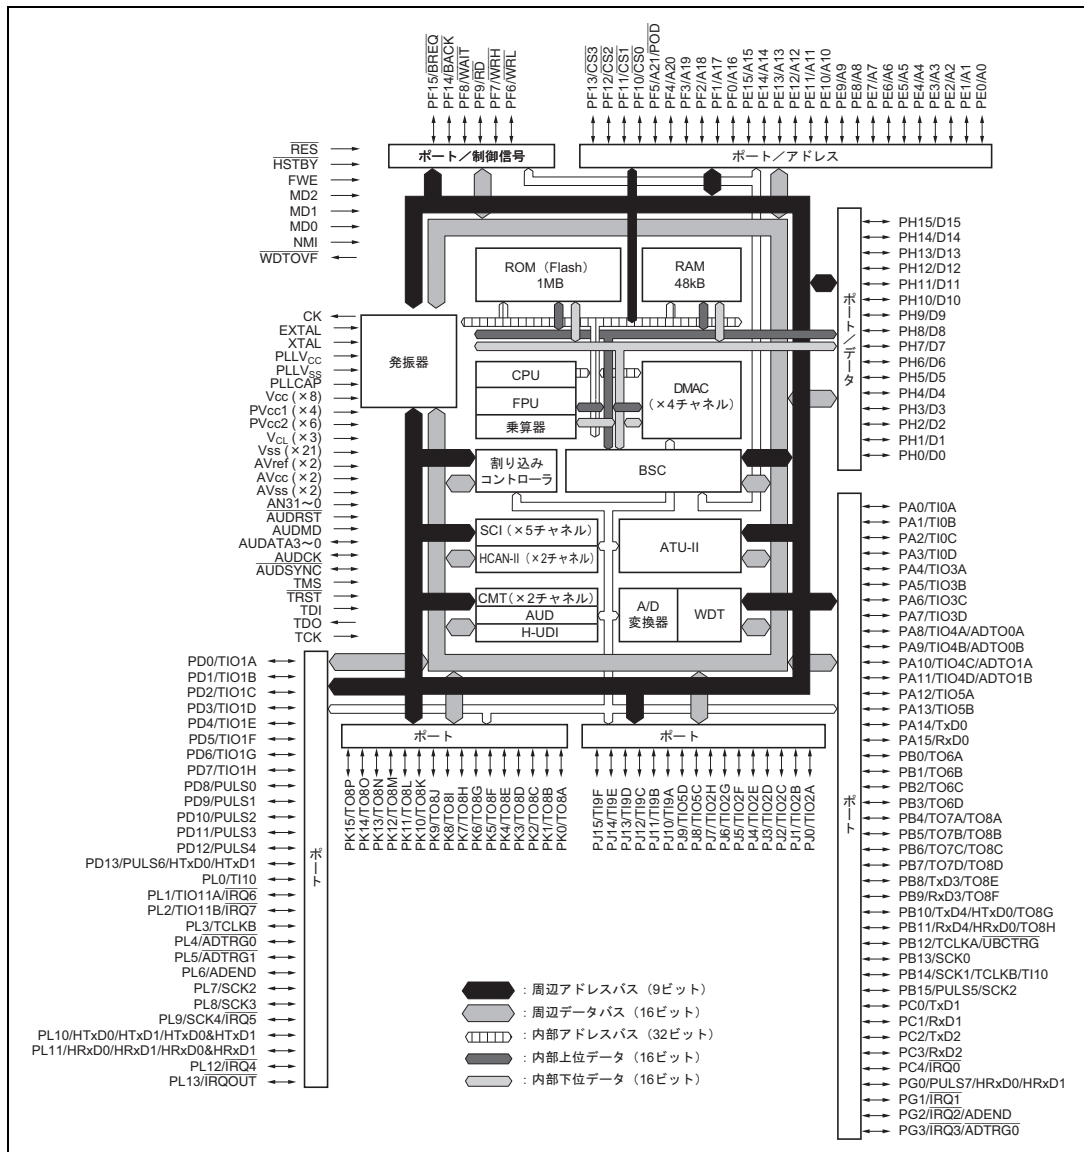 PF15/BREQ
PF14/BACK
PF8/WAIT
PF9/RD
PF7/WRH
PF6/WRL
PF13/CS3
PF12/CS2
PF11/CS1
PF10/CS0
PF5/A21/POD
PF4/A20
PF3/A19
PF2/A18
PF1/A17
PF0/A16
PE15/A15
PE14/A14
PE13/A13
PE12/A12
PE11/A11
PE10/A10
PE9/A9
PE8/A8
PE7/A7
PE6/A6
PE5/A5
PE4/A4
PE3/A3
PE2/A2
PE1/A1
PE0/A0
ポート／制御信号
ポート／アドレス
RES
HSTBY
FWE
MD2
MD1
MD0
NMI
WDTOVF
CK
EXTAL
XTAL
PLLVCC
PLLVSS
PLLCAP
Vcc (×8)
PVcc1 (×4)
PVcc2 (×6)
VCL (×3)
Vss (×21)
AVref (×2)
AVcc (×2)
AVss (×2)
AN31～0
AUDRST
AUDMD
AUDATA3～0
AUDCK
AUDSYNC
TMS
TRST
TDI
TDO
TCK
発振器
ROM（Flash）
1MB
RAM
48kB
CPU
FPU
乗算器
DMAC
（×4チャネル）
割り込み
コントローラ
BSC
SCI（×5チャネル）
HCAN-II（×2チャネル）
ATU-II
CMT（×2チャネル）
AUD
H-UDI
A/D
変換器
WDT
ポート／データ
PH15/D15
PH14/D14
PH13/D13
PH12/D12
PH11/D11
PH10/D10
PH9/D9
PH8/D8
PH7/D7
PH6/D6
PH5/D5
PH4/D4
PH3/D3
PH2/D2
PH1/D1
PH0/D0
ポート
PA0/TI0A
PA1/TI0B
PA2/TI0C
PA3/TI0D
PA4/TIO3A
PA5/TIO3B
PA6/TIO3C
PA7/TIO3D
PA8/TIO4A/ADTO0A
PA9/TIO4B/ADTO0B
PA10/TIO4C/ADTO1A
PA11/TIO4D/ADTO1B
PA12/TIO5A
PA13/TIO5B
PA14/TxD0
PA15/RxD0
PB0/TO6A
PB1/TO6B
PB2/TO6C
PB3/TO6D
PB4/TO7A/TO8A
PB5/TO7B/TO8B
PB6/TO7C/TO8C
PB7/TO7D/TO8D
PB8/TxD3/TO8E
PB9/RxD3/TO8F
PB10/TxD4/HTxD0/TO8G
PB11/RxD4/HRxD0/TO8H
PB12/TCLKA/UBCTRG
PB13/SCK0
PB14/SCK1/TCLKB/TI10
PB15/PULS5/SCK2
PC0/TxD1
PC1/RxD1
PC2/TxD2
PC3/RxD2
PC4/IRQ0
PG0/PULS7/HRxD0/HRxD1
PG1/IRQ1
PG2/IRQ2/ADEND
PG3/IRQ3/ADTRG0
PD0/TIO1A
PD1/TIO1B
PD2/TIO1C
PD3/TIO1D
PD4/TIO1E
PD5/TIO1F
PD6/TIO1G
PD7/TIO1H
PD8/PULS0
PD9/PULS1
PD10/PULS2
PD11/PULS3
PD12/PULS4
PD13/PULS6/HTxD0/HTxD1
PL0/TI10
PL1/TIO11A/IRQ6
PL2/TIO11B/IRQ7
PL3/TCLKB
PL4/ADTRG0
PL5/ADTRG1
PL6/ADEND
PL7/SCK2
PL8/SCK3
PL9/SCK4/IRQ5
PL10/HTxD0/HTxD1/HTxD0&HTxD1
PL11/HRxD0/HRxD1/HRxD0&HRxD1
PL12/IRQ4
PL13/IRQOUT
ポート
ポート
ポート
PK15/TO8P
PK14/TO8O
PK13/TO8N
PK12/TO8M
PK11/TO8L
PK10/TO8K
PK9/TO8J
PK8/TO8I
PK7/TO8H
PK6/TO8G
PK5/TO8F
PK4/TO8E
PK3/TO8D
PK2/TO8C
PK1/TO8B
PK0/TO8A
PJ15/TI9F
PJ14/TI9E
PJ13/TI9D
PJ12/TI9C
PJ11/TI9B
PJ10/TI9A
PJ9/TIO5D
PJ8/TIO5C
PJ7/TIO2H
PJ6/TIO2G
PJ5/TIO2F
PJ4/TIO2E
PJ3/TIO2D
PJ2/TIO2C
PJ1/TIO2B
PJ0/TIO2A
：周辺アドレスバス（9ビット）
：周辺データバス（16ビット）
：内部アドレスバス（32ビット）
：内部上位データ（16ビット）
：内部下位データ（16ビット）